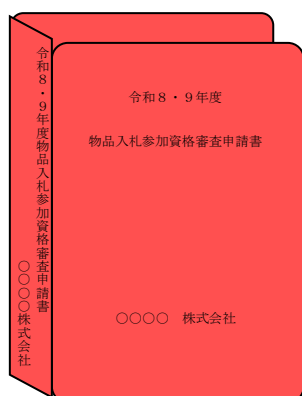 令和８・９年度物品入札参加資格審査申請書
○○○○株式会社
令和８・９年度
物品入札参加資格審査申請書
○○○○　株式会社